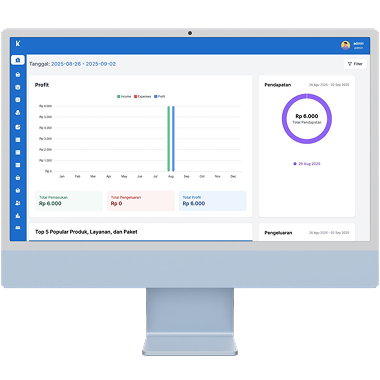 admin
admin
Tanggal: 2025-08-26 - 2025-09-02
Filter
Profit
Income Expenses Profit
Rp 6.000
Rp 5.000
Rp 4.000
Rp 3.000
Rp 2.000
Rp 1.000
Rp 0
Jan Feb Mar Apr May Jun Jul Aug Sep Oct Nov Dec
Total Pemasukan
Rp 6.000
Total Pengeluaran
Rp 0
Total Profit
Rp 6.000
Pendapatan
26 Agu 2025 - 02 Sep 2025
Rp 6.000
Total Pendapatan
26 Aug 2025
Top 5 Popular Produk, Layanan, dan Paket
Pengeluaran
26 Agu 2025 - 02 Sep 2025